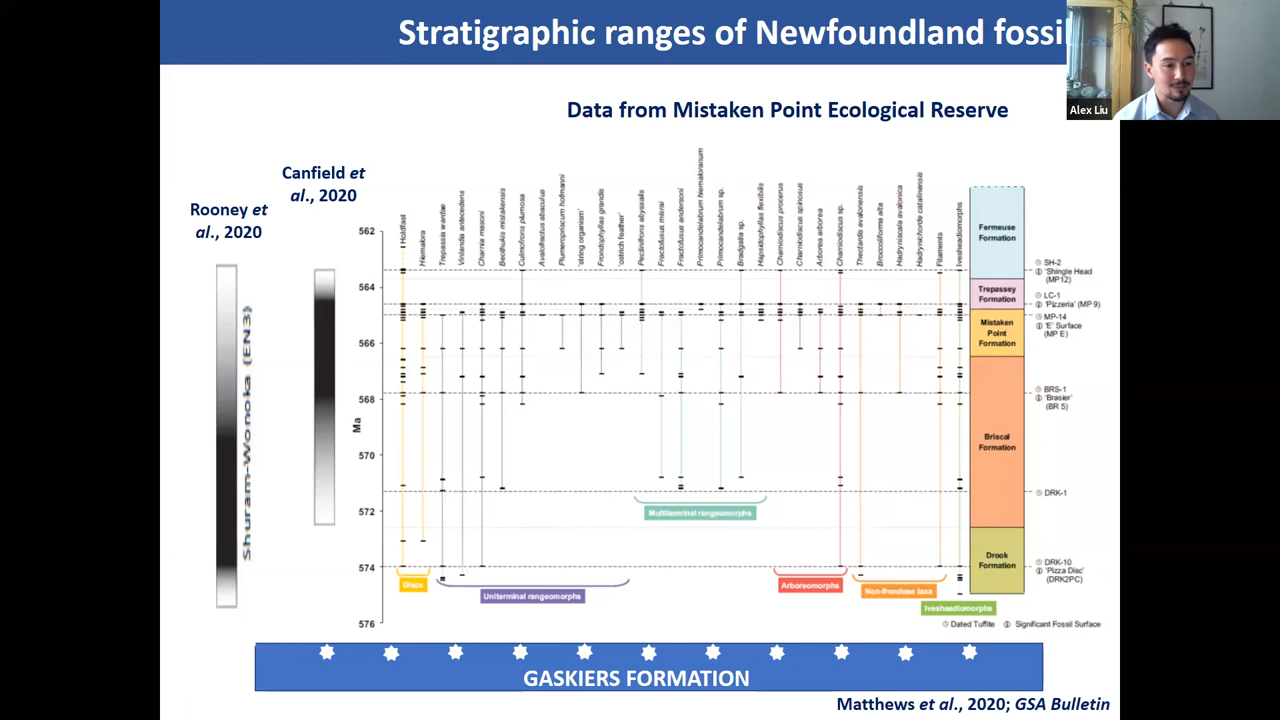 Stratigraphic ranges of Newfoundland fossil
Alex Liu
Data from Mistaken Point Ecological Reserve
Canfield et
al., 2020
Rooney et
al., 2020
Shuram-Wonoka (EN3)
Ma
562
564
566
568
570
572
574
576
Holdfast
Hiemalora
Trepassia wardae
Vinlandia antecedens
Charnia masoni
Beothukis mistakensis
Culmofrons plumosa
Avalofractus abaculus
Plumeropriscum hofmanni
'string organism'
Frondophyllas grandis
'ostrich feather'
Pectinifrons abyssalis
Fractofusus misrai
Fractofusus andersoni
Primocandelabrum hiemaloranum
Primocandelabrum sp.
Bradgatia sp.
Hapsidophyllas flexibilis
Charniodiscus procerus
Charniodiscus spinosus
Arborea arborea
Charniodiscus sp.
Thectardis avalonensis
Broccoliforma alta
Hadryniscala avalonica
Hadrynichorde catalinensis
Filaments
Ivesheadiomorphs
Discs
Uniterminal rangeomorphs
Multiterminal rangeomorphs
Arboreomorphs
Non-frondose taxa
Ivesheadiomorphs
Fermeuse
Formation
Trepassey
Formation
Mistaken
Point
Formation
Briscal
Formation
Drook
Formation
SH-2
'Shingle Head'
(MP12)
LC-1
'Pizzeria' (MP 9)
MP-14
'E' Surface
(MP E)
BRS-1
'Brasier'
(BR 5)
DRK-1
DRK-10
'Pizza Disc'
(DRK2PC)
Dated Tuffite
Significant Fossil Surface
GASKIERS FORMATION
Matthews et al., 2020; GSA Bulletin